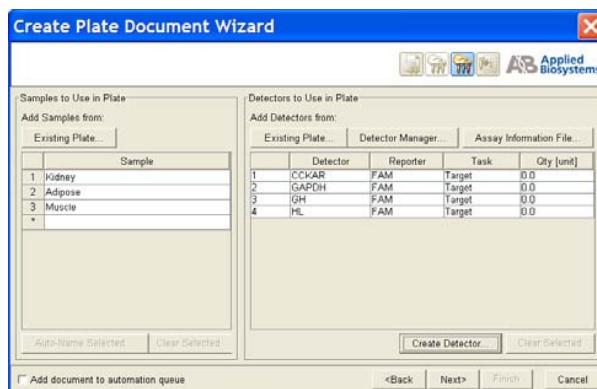 Create Plate Document Wizard
AB Applied Biosystems
Samples to Use in Plate
Add Samples from:
Existing Plate...
Sample
1 Kidney
2 Adipose
3 Muscle
*
Auto-Name Selected Clear Selected
Detectors to Use in Plate
Add Detectors from:
Existing Plate... Detector Manager... Assay Information File...
Detector Reporter Task Qty [unit]
1 CCKAR FAM Target 0.0
2 GAPDH FAM Target 0.0
3 GH FAM Target 0.0
4 HL FAM Target 0.0
Create Detector... Clear Selected
Add document to automation queue
<Back Next> Finish Cancel